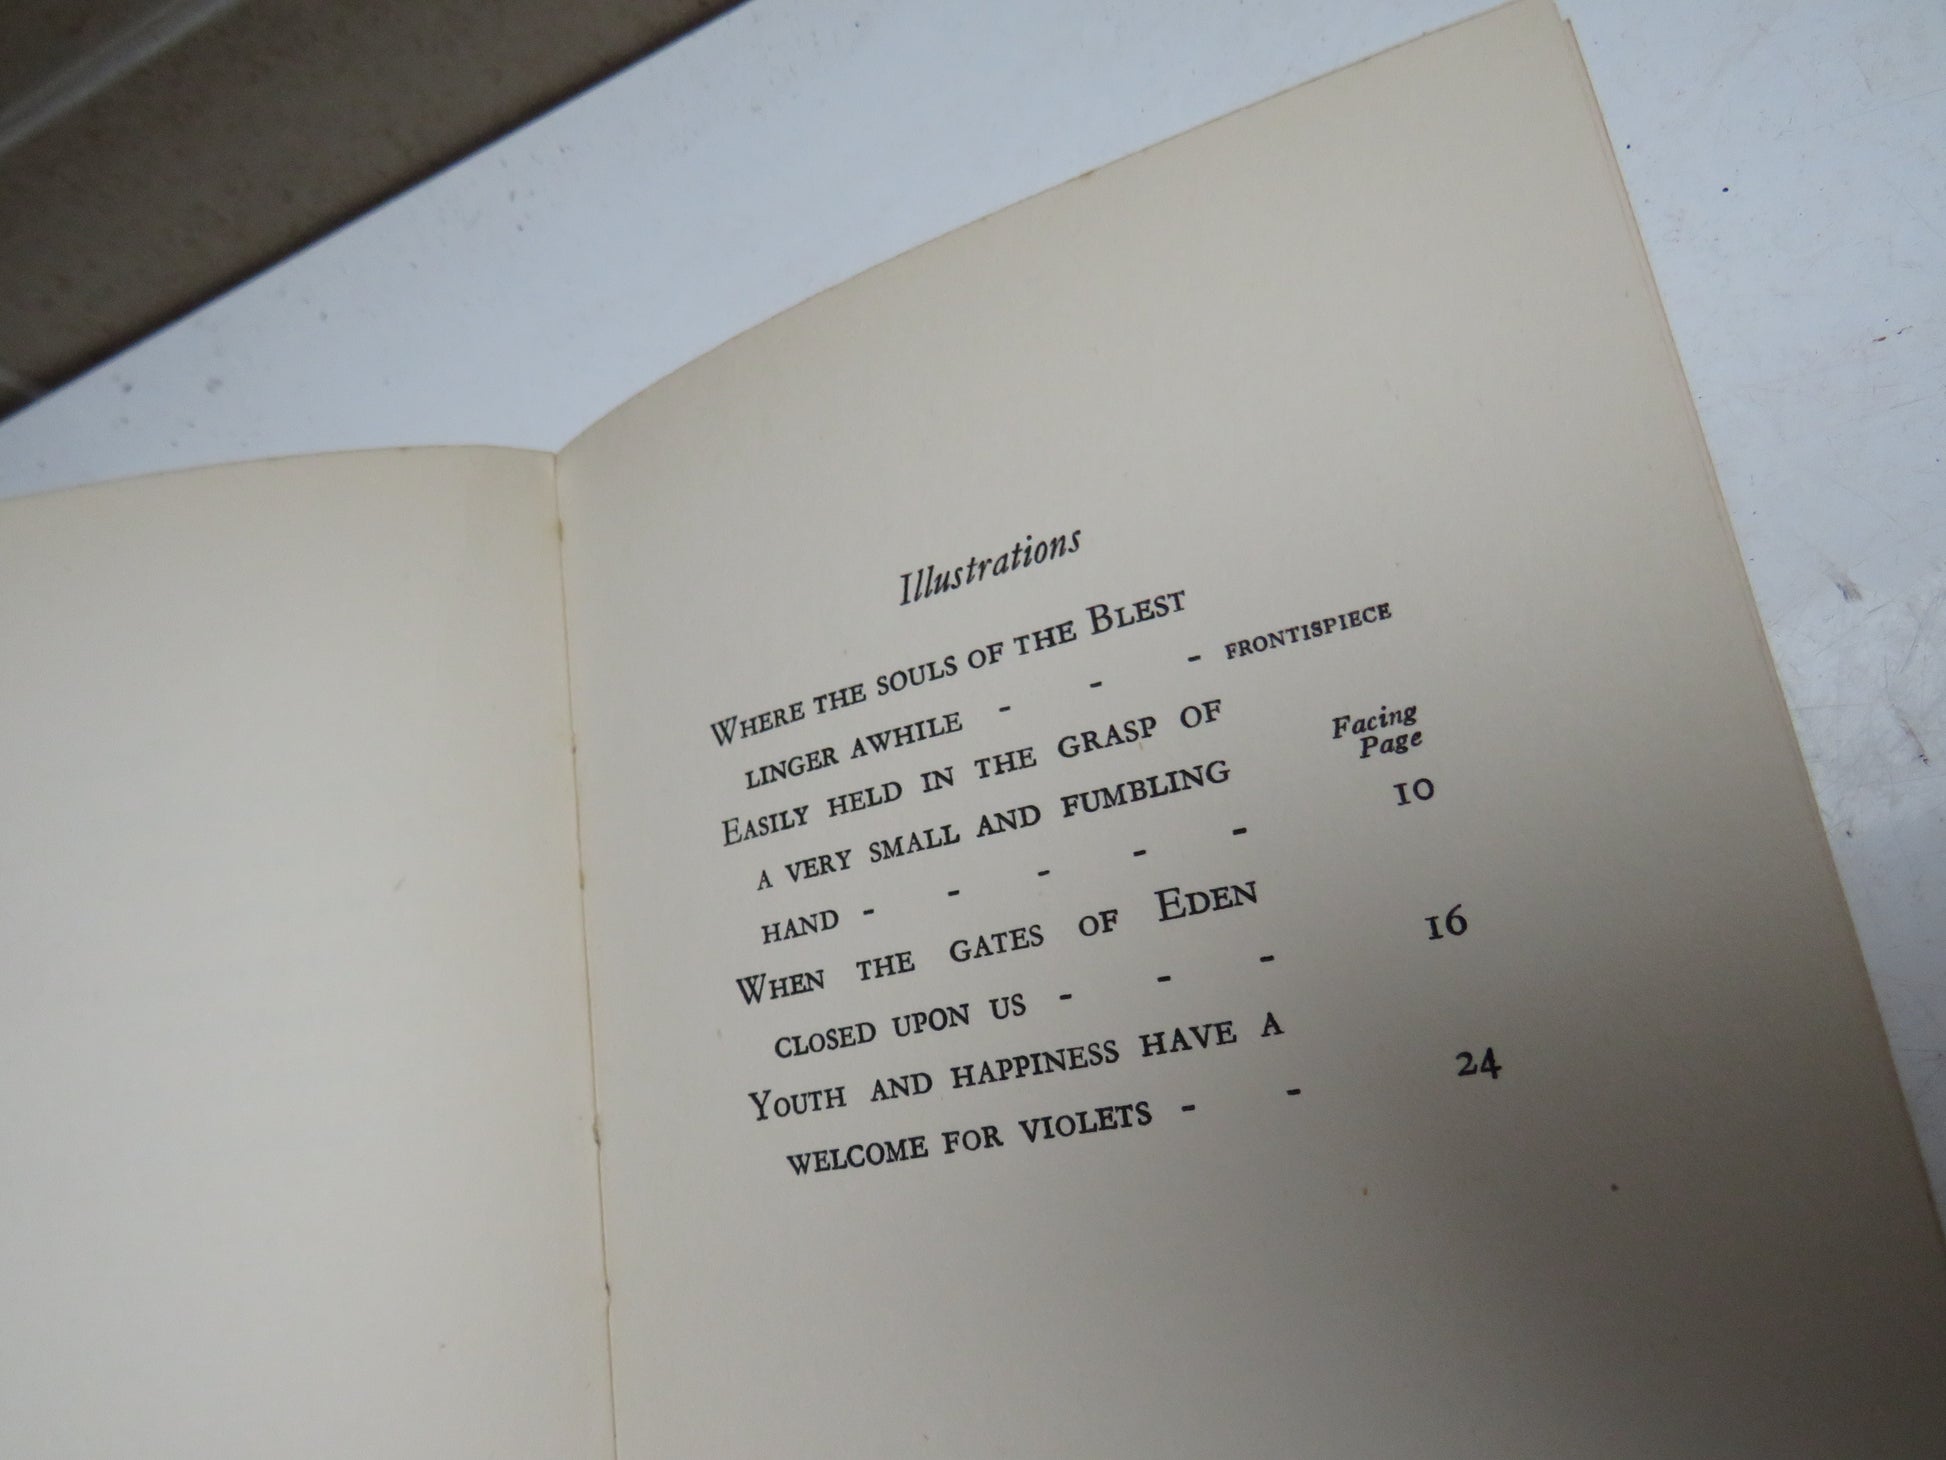 Illustrations
Where the souls of the Blest
linger awhile - - - frontispiece
Facing
Page
Easily held in the grasp of
a very small and fumbling
hand - - - - - 10
When the gates of Eden
closed upon us - - - 16
Youth and happiness have a
welcome for violets - - 24